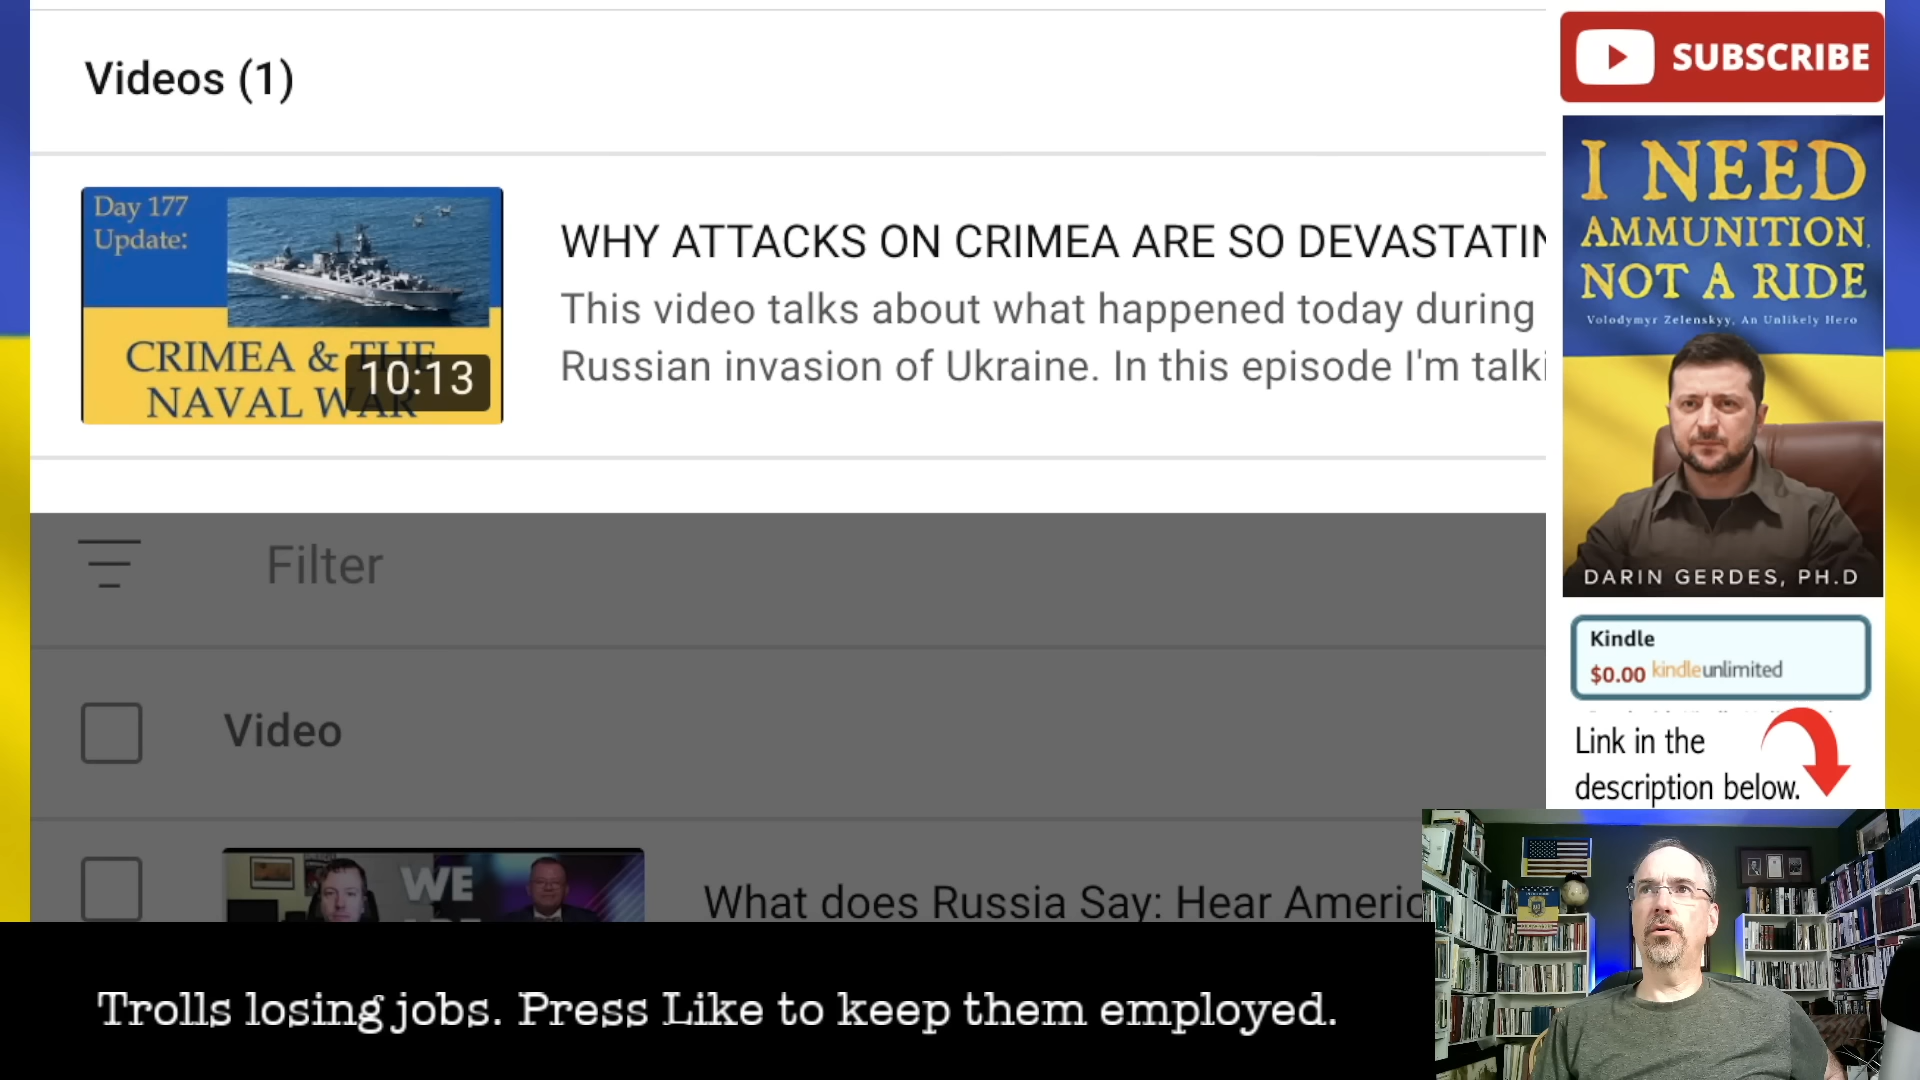 Videos (1)
Day 177
Update:
CRIMEA & THE
NAVAL WAR
10:13
WHY ATTACKS ON CRIMEA ARE SO DEVASTATIN
This video talks about what happened today during
Russian invasion of Ukraine. In this episode I'm talki
Filter
Video
WE
What does Russia Say: Hear Americ
Trolls losing jobs. Press Like to keep them employed.
SUBSCRIBE
I NEED
AMMUNITION,
NOT A RIDE
Volodymyr Zelenskyy, An Unlikely Hero
DARIN GERDES, PH.D
Kindle
$0.00 kindleunlimited
Link in the
description below.